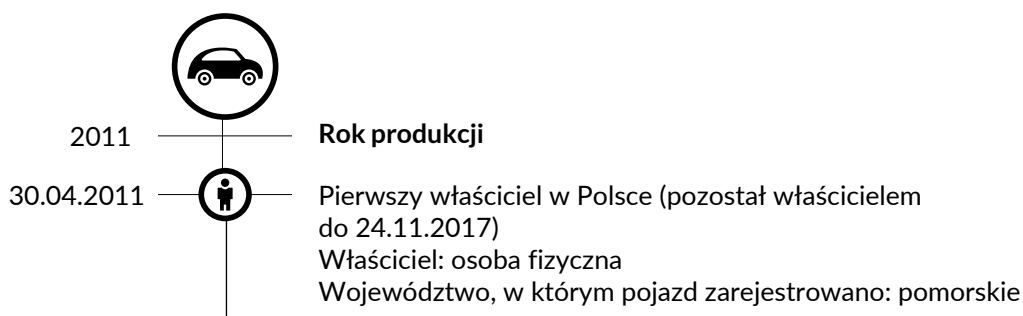 2011
Rok produkcji
30.04.2011
Pierwszy właściciel w Polsce (pozostał właścicielem
do 24.11.2017)
Właściciel: osoba fizyczna
Województwo, w którym pojazd zarejestrowano: pomorskie